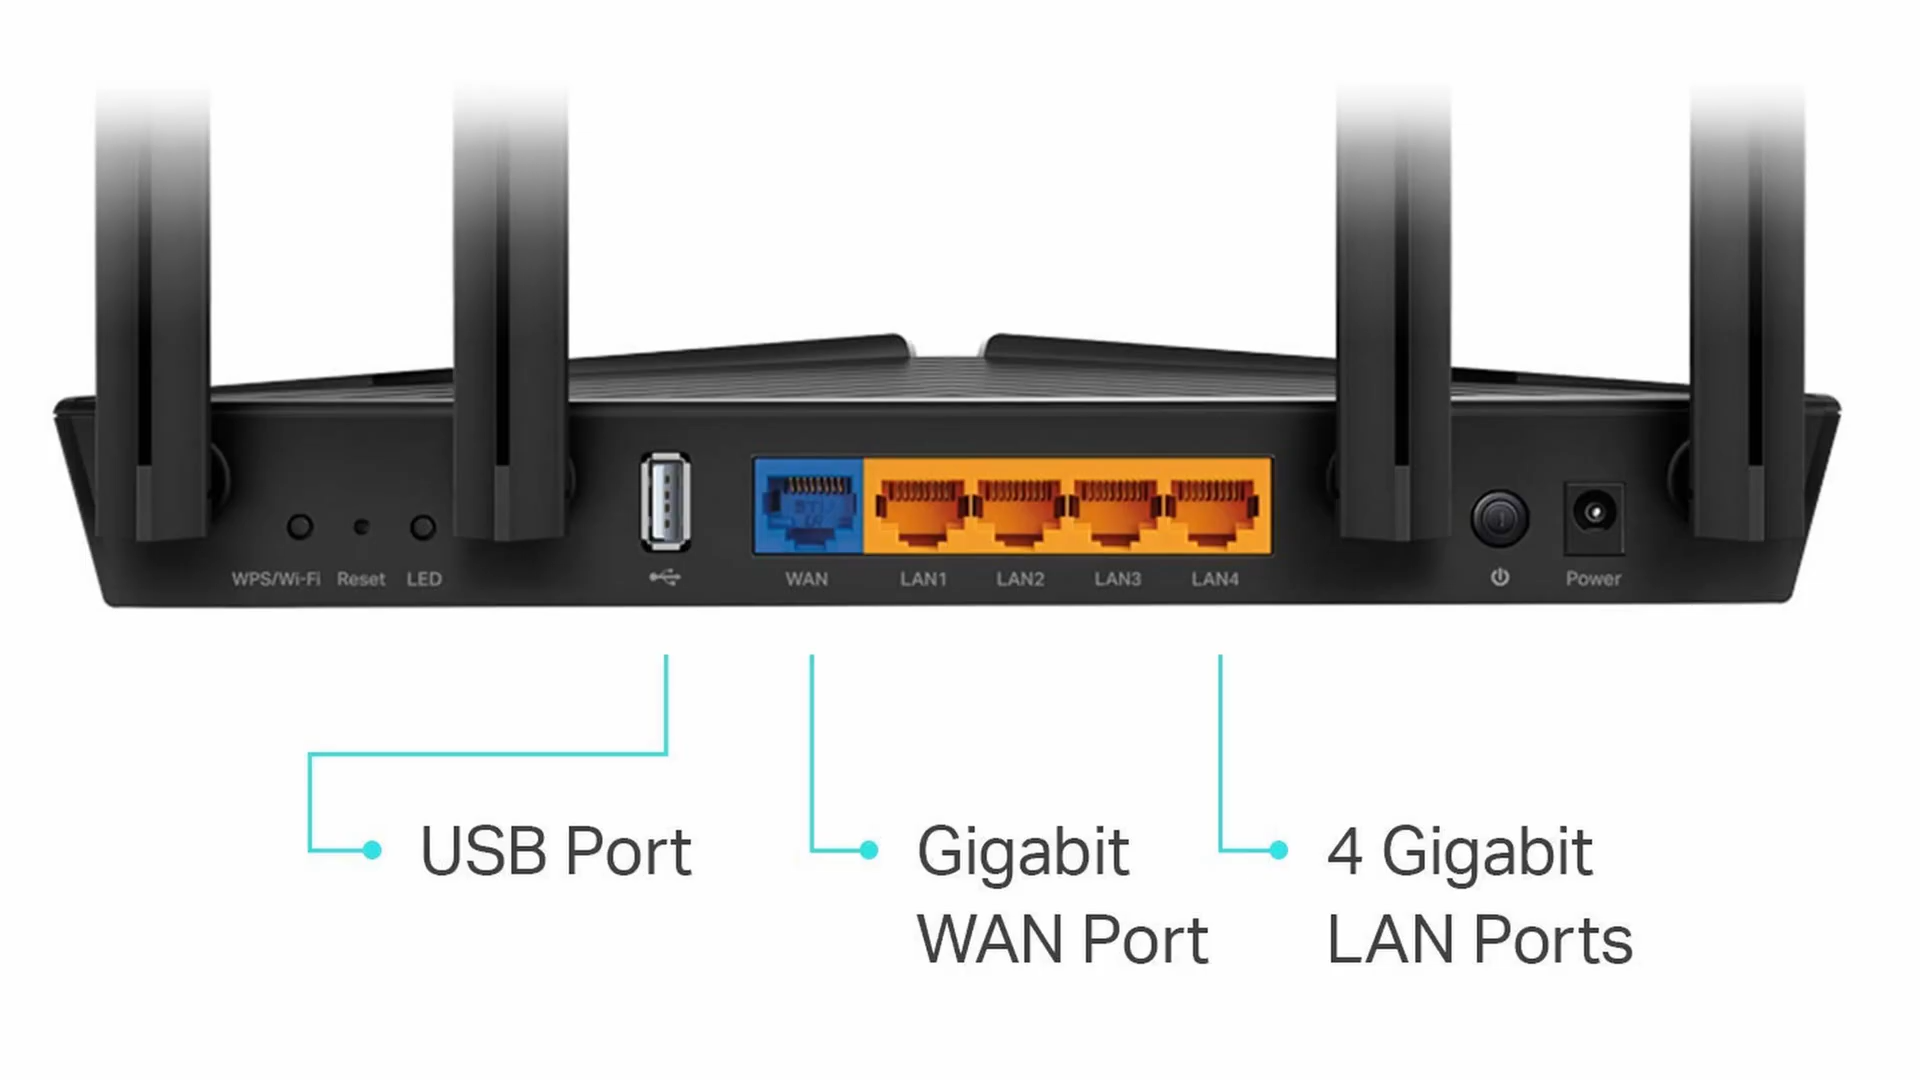 WPS/Wi-Fi Reset LED WAN LAN1 LAN2 LAN3 LAN4 Power
USB Port
Gigabit
WAN Port
4 Gigabit
LAN Ports